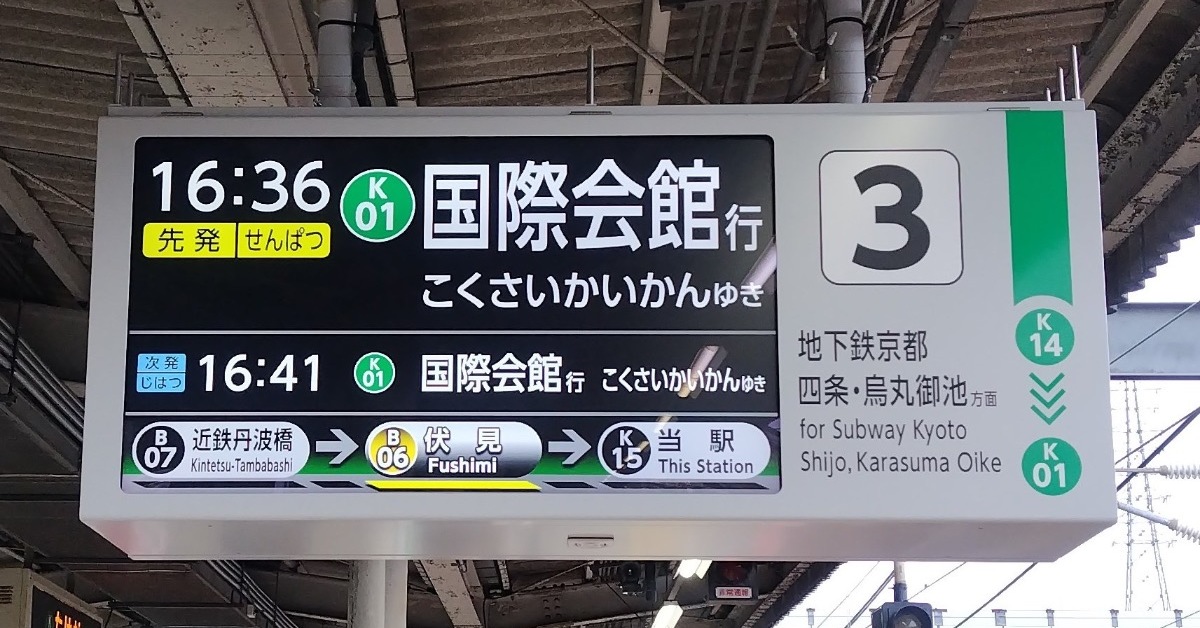 16:36 K 01 国際会館行
先発 せんぱつ
こくさいかいかんゆき
次発 じはつ 16:41 K 01 国際会館行 こくさいかいかんゆき
B 07 近鉄丹波橋 Kintetsu-Tambabashi
B 06 伏見 Fushimi
K 15 当駅 This Station
3
地下鉄京都
四条・烏丸御池方面
for Subway Kyoto
Shijo, Karasuma Oike
K 14
K 01
非常通報